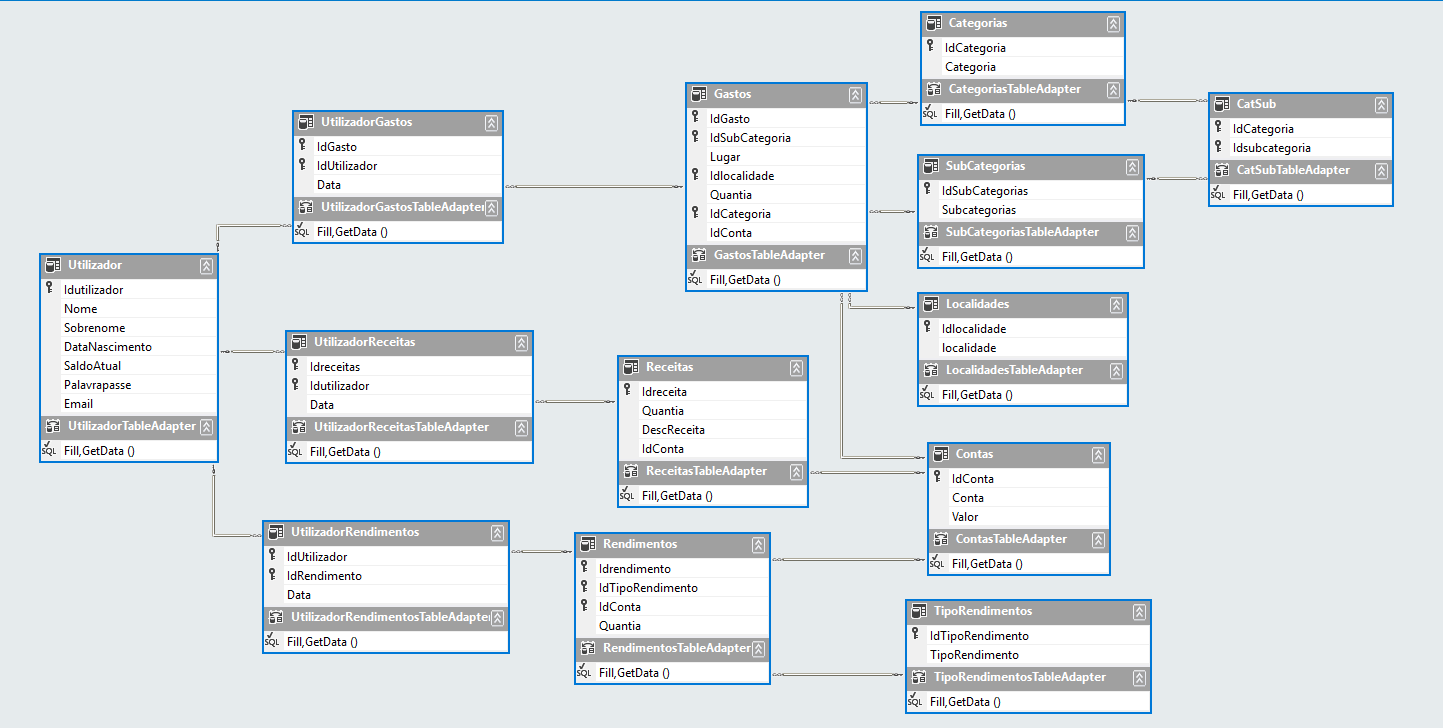 Categorias
IdCategoria
Categoria
CategoriasTableAdapter
SQL Fill,GetData ()
CatSub
IdCategoria
Idsubcategoria
CatSubTableAdapter
SQL Fill,GetData ()
Gastos
IdGasto
IdSubCategoria
Lugar
Idlocalidade
Quantia
IdCategoria
IdConta
GastosTableAdapter
SQL Fill,GetData ()
UtilizadorGastos
IdGasto
IdUtilizador
Data
UtilizadorGastosTableAdapter
SQL Fill,GetData ()
SubCategorias
IdSubCategorias
Subcategorias
SubCategoriasTableAdapter
SQL Fill,GetData ()
Utilizador
Idutilizador
Nome
Sobrenome
DataNascimento
SaldoAtual
Palavrapasse
Email
UtilizadorTableAdapter
SQL Fill,GetData ()
Localidades
Idlocalidade
localidade
LocalidadesTableAdapter
SQL Fill,GetData ()
UtilizadorReceitas
Idreceitas
Idutilizador
Data
UtilizadorReceitasTableAdapter
SQL Fill,GetData ()
Receitas
Idreceita
Quantia
DescReceita
IdConta
ReceitasTableAdapter
SQL Fill,GetData ()
Contas
IdConta
Conta
Valor
ContasTableAdapter
SQL Fill,GetData ()
UtilizadorRendimentos
IdUtilizador
IdRendimento
Data
UtilizadorRendimentosTableAdapter
SQL Fill,GetData ()
Rendimentos
Idrendimento
IdTipoRendimento
IdConta
Quantia
RendimentosTableAdapter
SQL Fill,GetData ()
TipoRendimentos
IdTipoRendimento
TipoRendimento
TipoRendimentosTableAdapter
SQL Fill,GetData ()